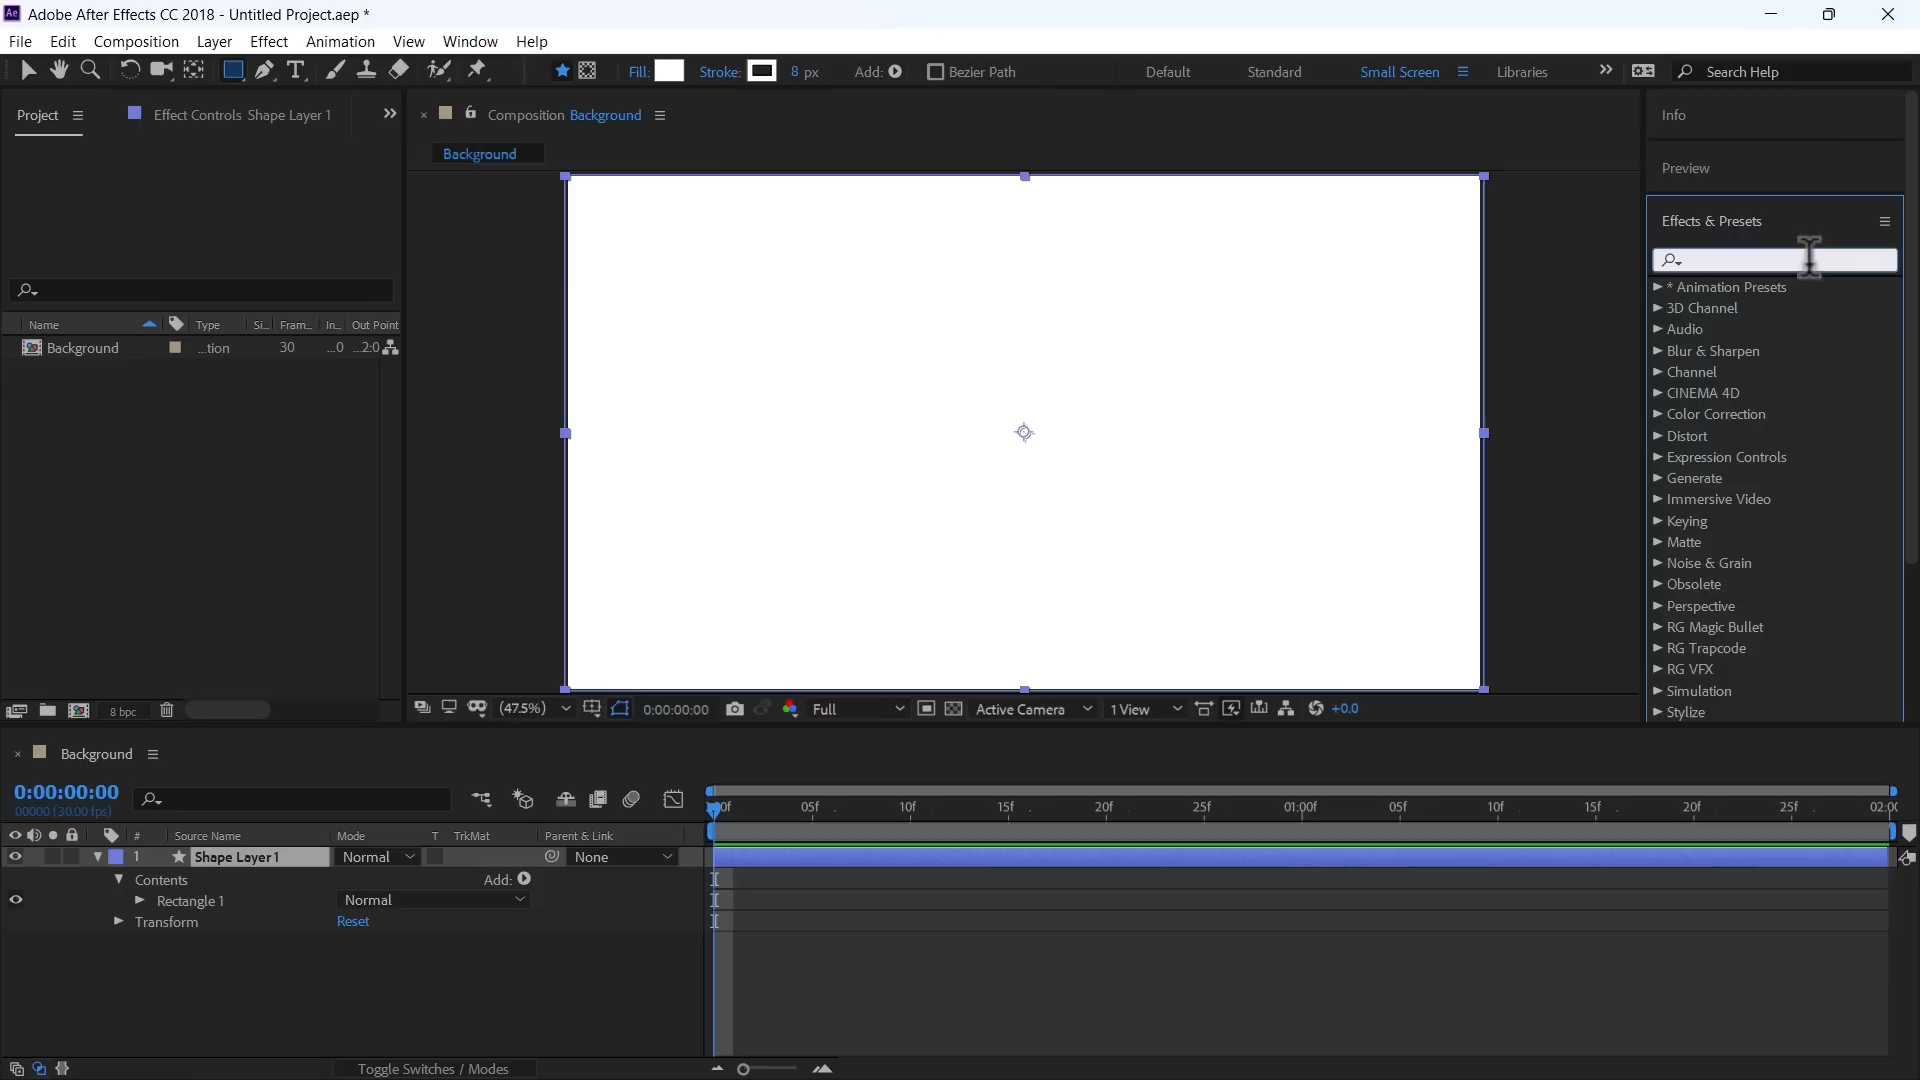 Ae Adobe After Effects CC 2018 - Untitled Project.aep *
File Edit Composition Layer Effect Animation View Window Help
T Fill: Stroke: 8 px Add: Bezier Path Default Standard Small Screen Libraries Search Help
Project Effect Controls Shape Layer 1 Composition Background Info
Background
Preview
Effects & Presets
* Animation Presets
3D Channel
Audio
Blur & Sharpen
Channel
CINEMA 4D
Color Correction
Distort
Expression Controls
Generate
Immersive Video
Keying
Matte
Noise & Grain
Obsolete
Perspective
RG Magic Bullet
RG Trapcode
RG VFX
Simulation
Stylize
Name Type Si... Fram... In... Out Point
Background ...tion 30 ...0 ...2:0
8 bpc
(47.5%) 0:00:00:00 Full Active Camera 1 View +0.0
Background
0:00:00:00
00000 (30.00 fps)
05f 10f 15f 20f 25f 01:00f 05f 10f 15f 20f 25f
# Source Name Mode T TrkMat Parent & Link
1 Shape Layer 1 Normal None
Contents Add:
Rectangle 1 Normal
Transform Reset
Toggle Switches / Modes